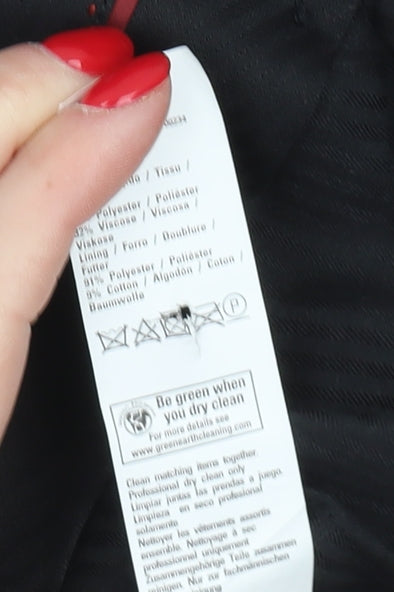 / Tissu /
Polyester / Poliéster
Viscose / Viscose /
Viskose
Lining / Forro / Doublure /
Futter
91% Polyester / Poliéster
9% Cotton / Algodón / Coton /
Baumwolle
P
Be green when
you dry clean
For more details see
www.greenearthcleaning.com
Clean matching items together.
Professional dry clean only
Limpiar juntas las prendas a juego.
Limpieza en seco profesional
solamente
Nettoyer les vêtements assortis
ensemble. Nettoyage à sec
professionnel uniquement
Zusammengehörige Teile zusammen
reinigen. Nur zur fachmännischen